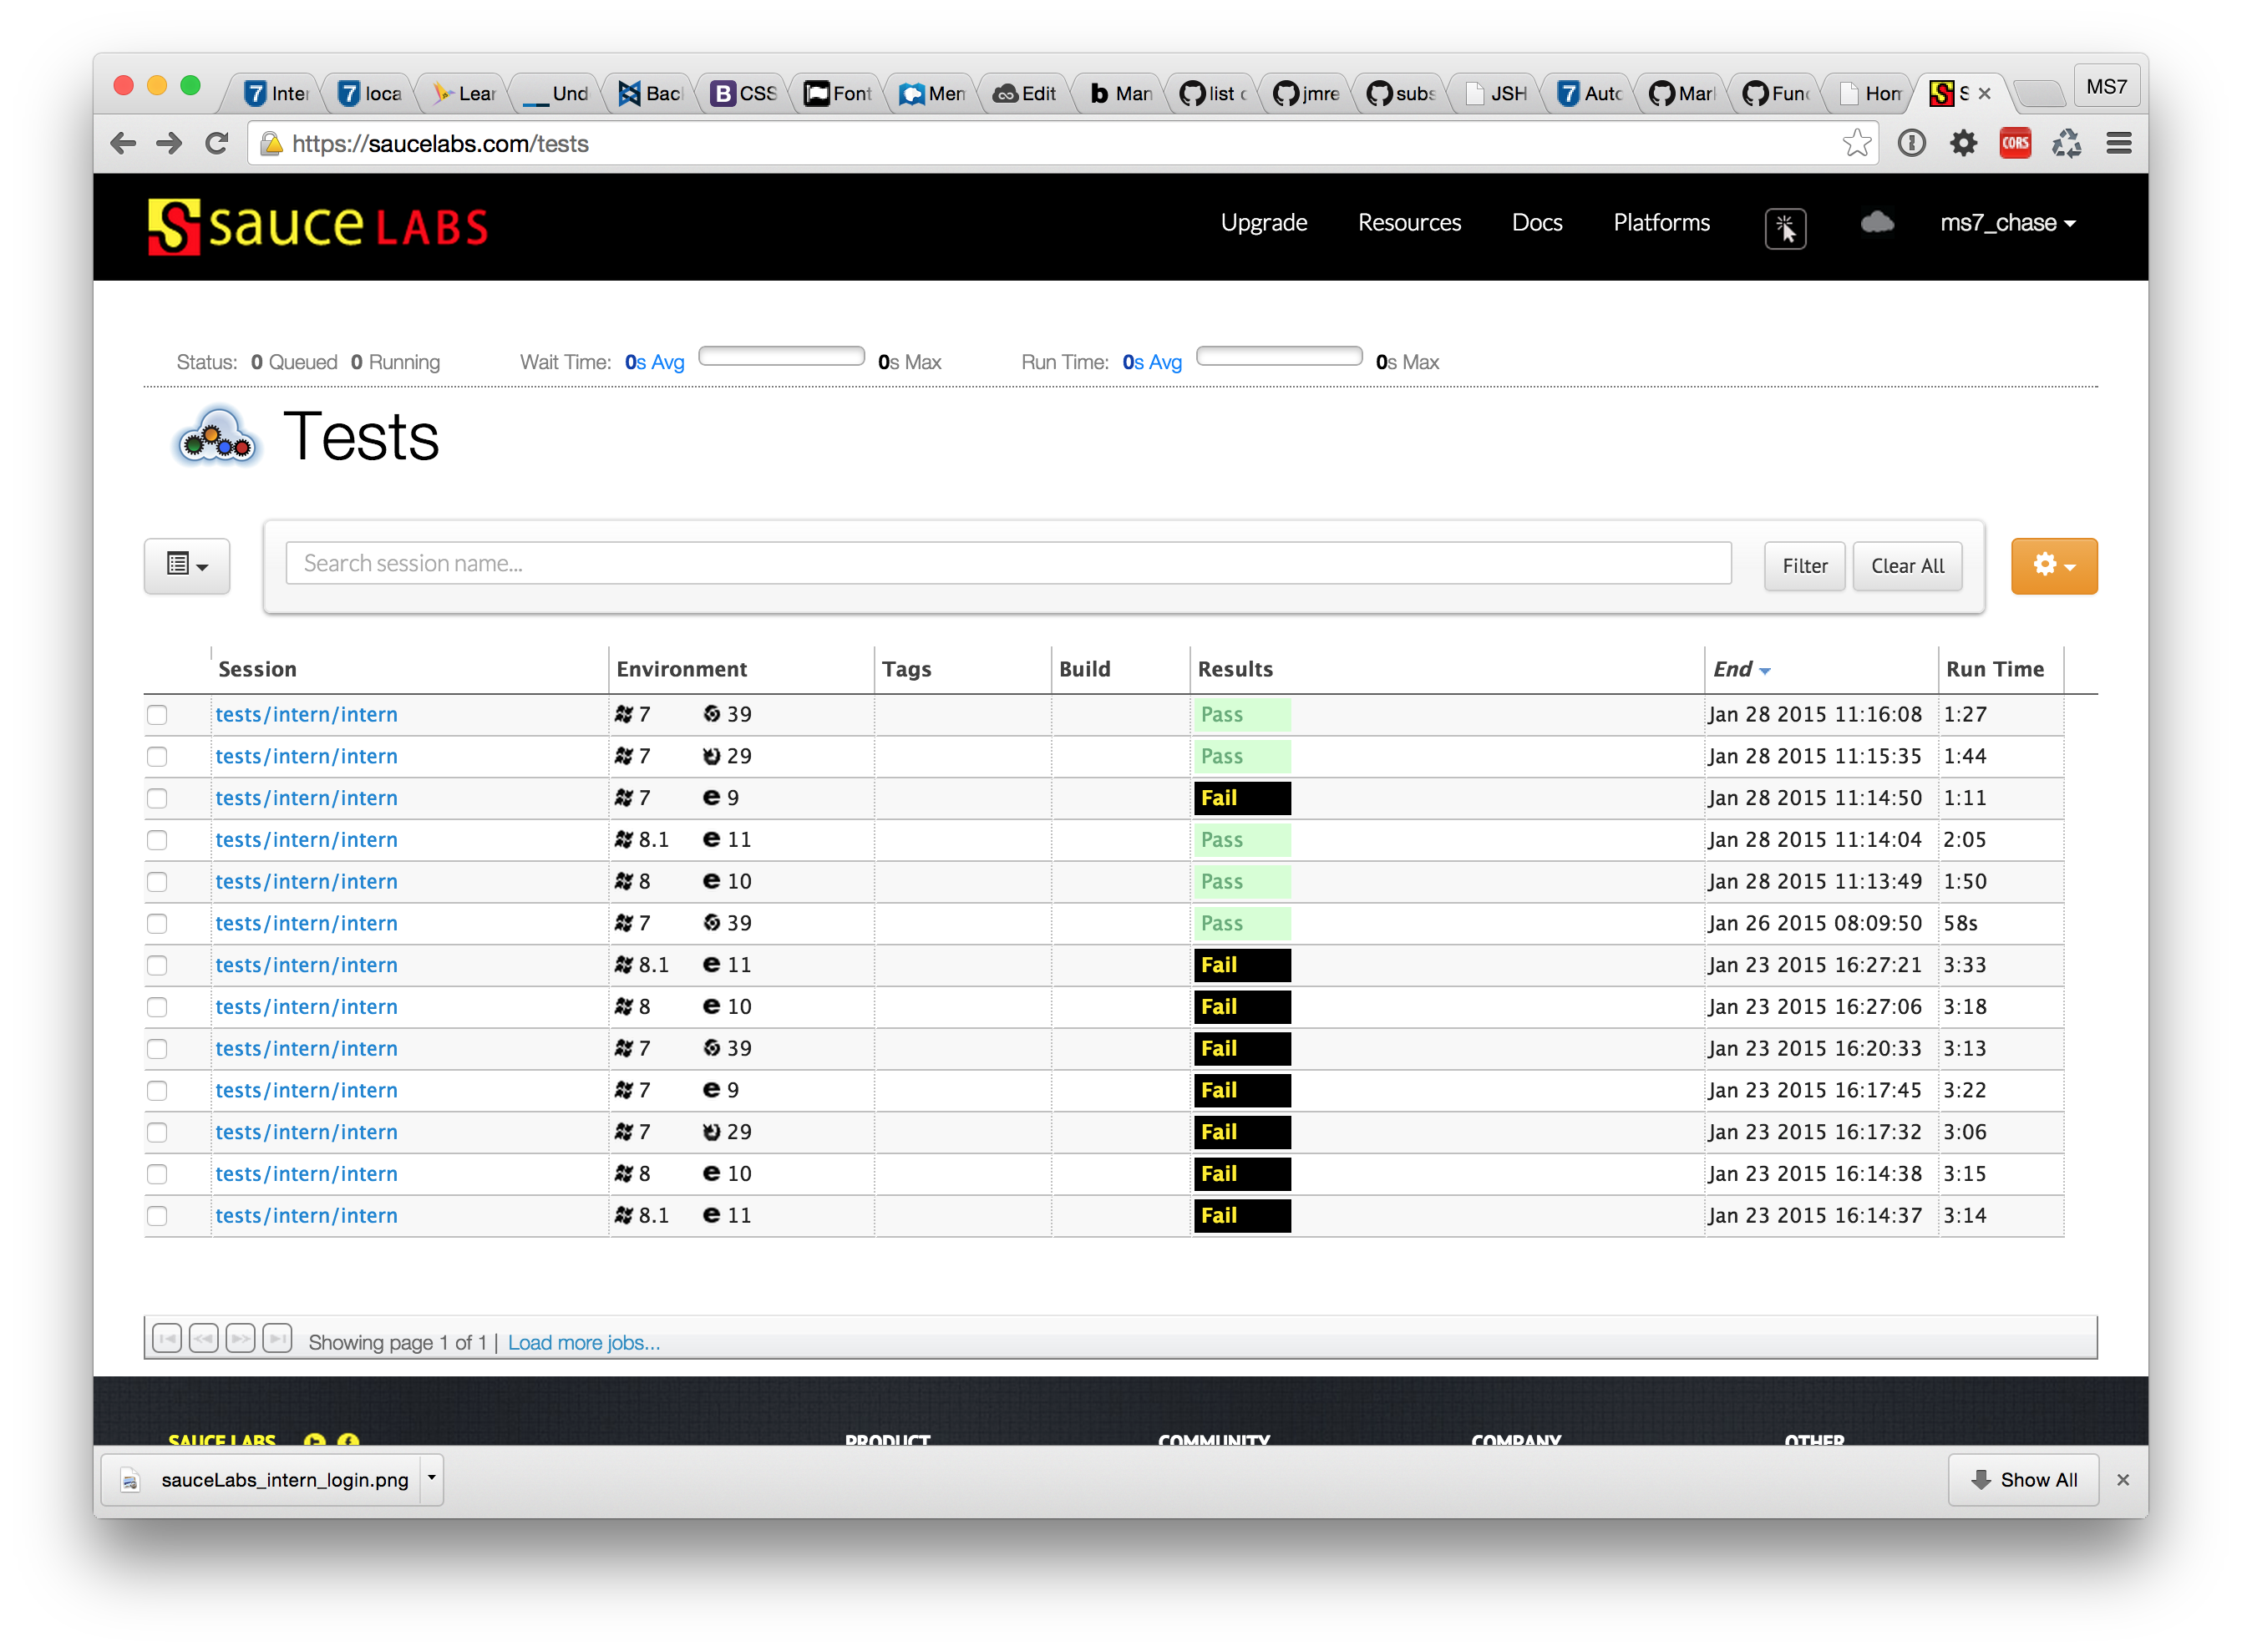 Inter loca Lear Und Bac CSS Font Men Edit Man list jmre subs JSH Auto Mar Fun Hom S MS7
https://saucelabs.com/tests CORS
S sauce LABS Upgrade Resources Docs Platforms ms7_chase
Status: 0 Queued 0 Running Wait Time: 0s Avg 0s Max Run Time: 0s Avg 0s Max
Tests
Search session name... Filter Clear All
Session Environment Tags Build Results End Run Time
tests/intern/intern 7 39 Pass Jan 28 2015 11:16:08 1:27
tests/intern/intern 7 29 Pass Jan 28 2015 11:15:35 1:44
tests/intern/intern 7 9 Fail Jan 28 2015 11:14:50 1:11
tests/intern/intern 8.1 11 Pass Jan 28 2015 11:14:04 2:05
tests/intern/intern 8 10 Pass Jan 28 2015 11:13:49 1:50
tests/intern/intern 7 39 Pass Jan 26 2015 08:09:50 58s
tests/intern/intern 8.1 11 Fail Jan 23 2015 16:27:21 3:33
tests/intern/intern 8 10 Fail Jan 23 2015 16:27:06 3:18
tests/intern/intern 7 39 Fail Jan 23 2015 16:20:33 3:13
tests/intern/intern 7 9 Fail Jan 23 2015 16:17:45 3:22
tests/intern/intern 7 29 Fail Jan 23 2015 16:17:32 3:06
tests/intern/intern 8 10 Fail Jan 23 2015 16:14:38 3:15
tests/intern/intern 8.1 11 Fail Jan 23 2015 16:14:37 3:14
Showing page 1 of 1 | Load more jobs...
SAUCE LABS PRODUCT COMMUNITY COMPANY OTHER
sauceLabs_intern_login.png Show All